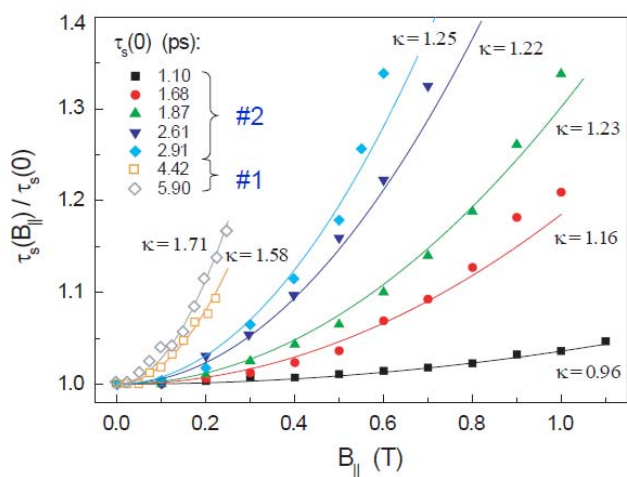 τs(0) (ps):
1.10
1.68
1.87
2.61
2.91
4.42
5.90
#2
#1
κ = 1.25
κ = 1.22
κ = 1.23
κ = 1.16
κ = 0.96
κ = 1.71
κ = 1.58
1.4
1.3
1.2
1.1
1.0
τs(B||) / τs(0)
0.0 0.2 0.4 0.6 0.8 1.0
B|| (T)